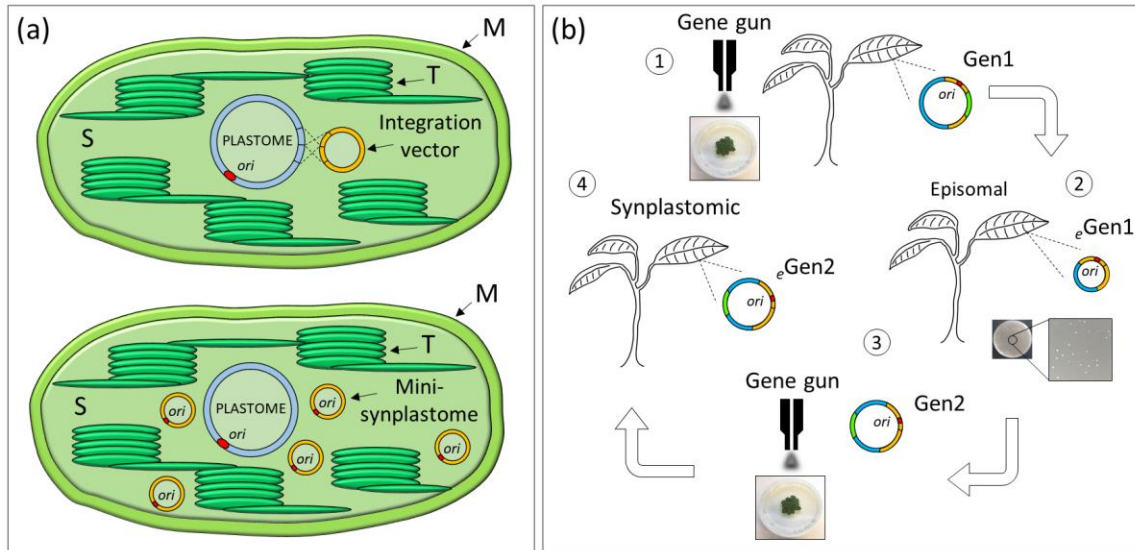 (a)
M
T
S
PLASTOME
ori
Integration
vector
M
T
S
Mini-
synplastome
PLASTOME
ori
ori
ori
ori
ori
ori
(b)
Gene gun
1
Gen1
ori
4
Synplastomic
Episomal
2
eGen1
ori
eGen2
ori
3
Gene gun
Gen2
ori